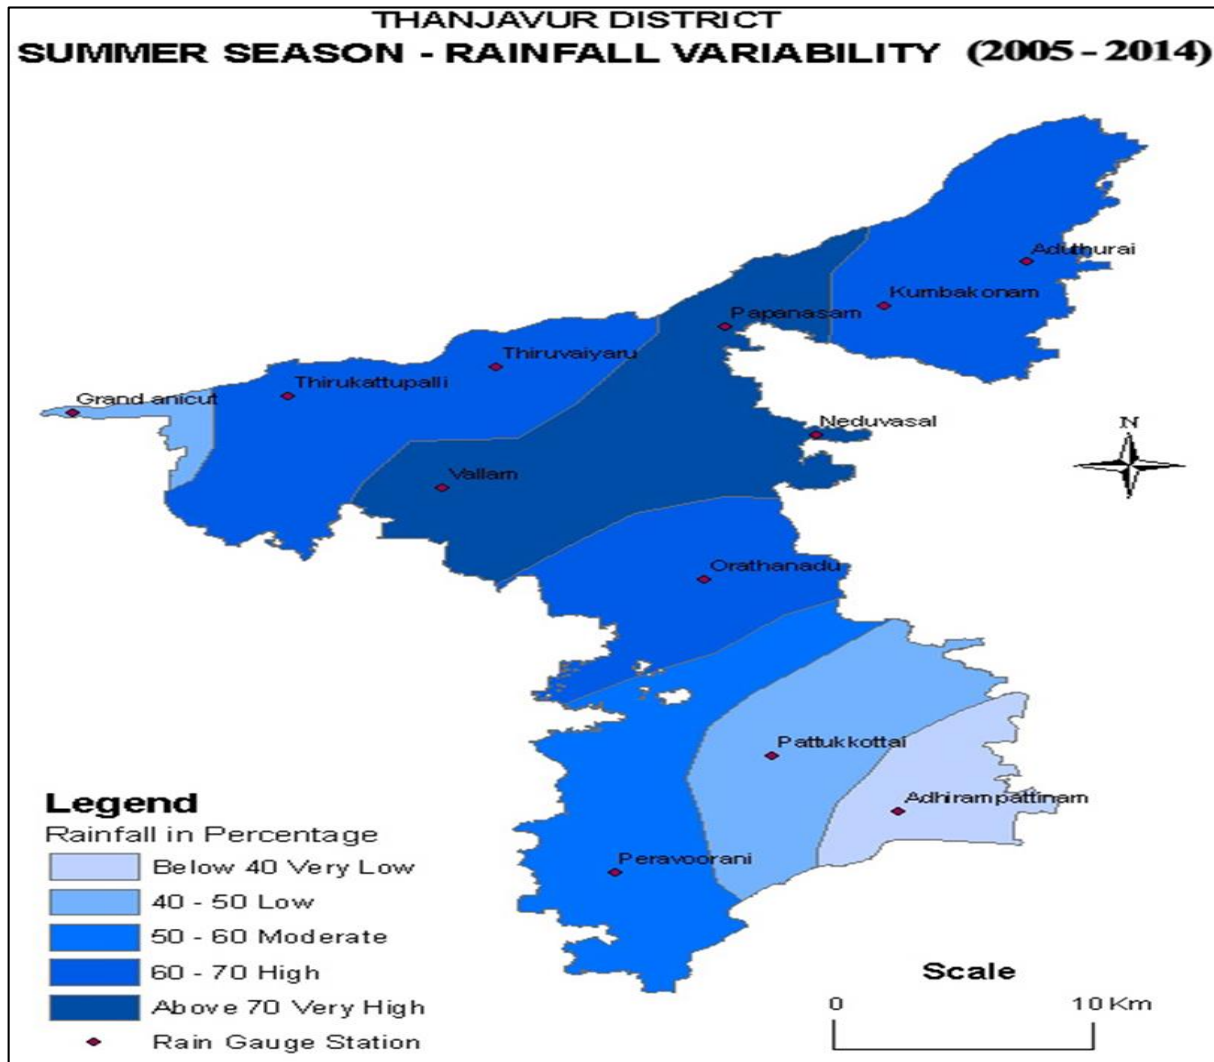 THANJAVUR DISTRICT
SUMMER SEASON - RAINFALL VARIABILITY (2005 - 2014)
Aduthurai
Kumbakonam
Papanasam
Thiruvaiyaru
Thirukattupalli
Grand anicut
Neduvasal
N
Vallam
Orathanadu
Pattukkottai
Adhirampattinam
Peravoorani
Legend
Rainfall in Percentage
Below 40 Very Low
40 - 50 Low
50 - 60 Moderate
60 - 70 High
Above 70 Very High
Rain Gauge Station
Scale
0 10 Km